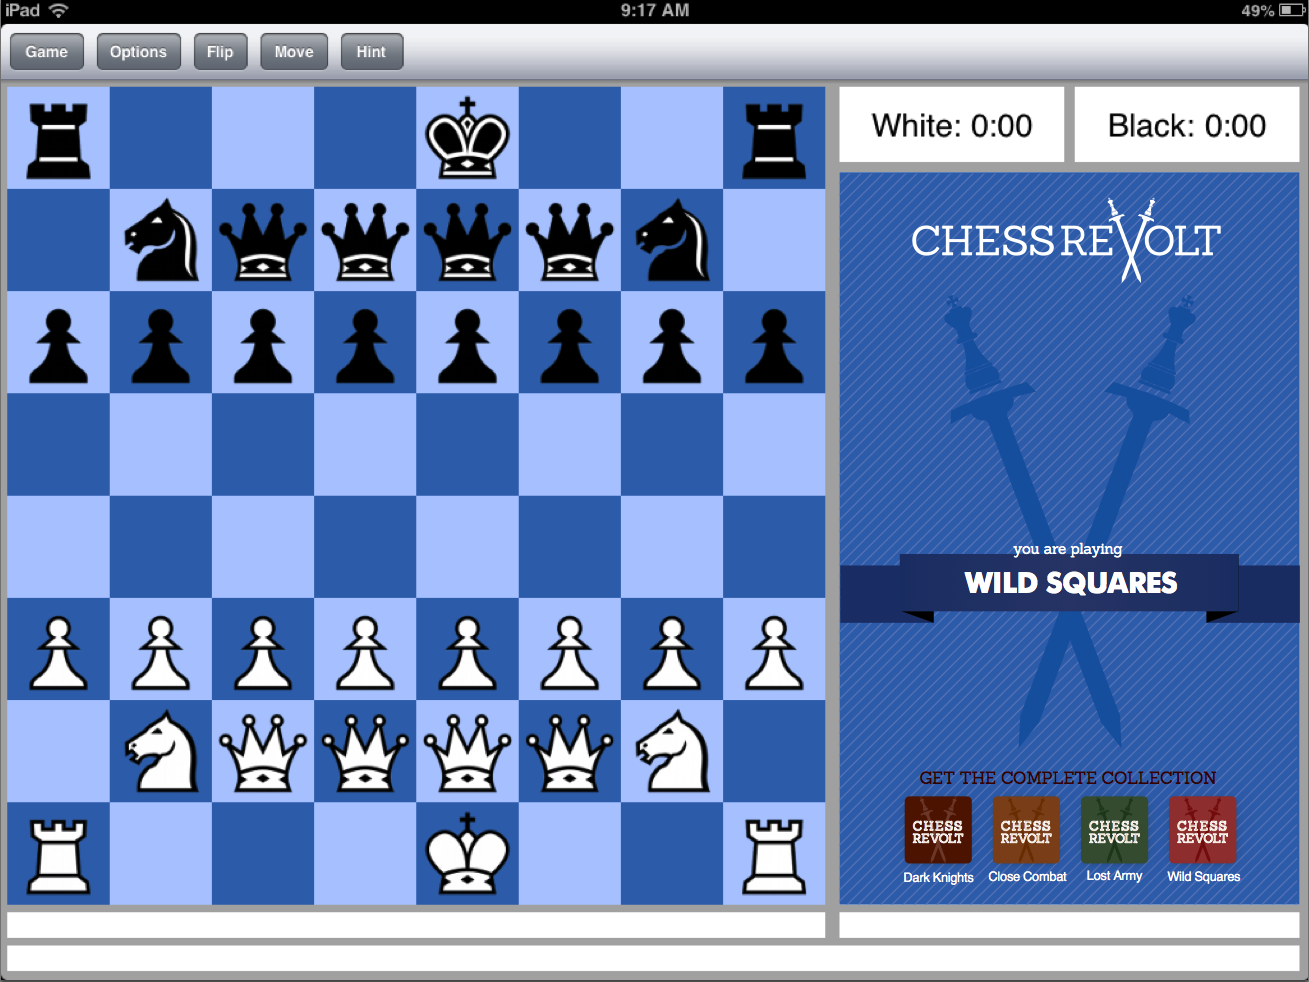 iPad
9:17 AM
49%
Game
Options
Flip
Move
Hint
White: 0:00
Black: 0:00
CHESS REVOLT
you are playing
WILD SQUARES
GET THE COMPLETE COLLECTION
CHESS
REVOLT
CHESS
REVOLT
CHESS
REVOLT
CHESS
REVOLT
Dark Knights
Close Combat
Lost Army
Wild Squares